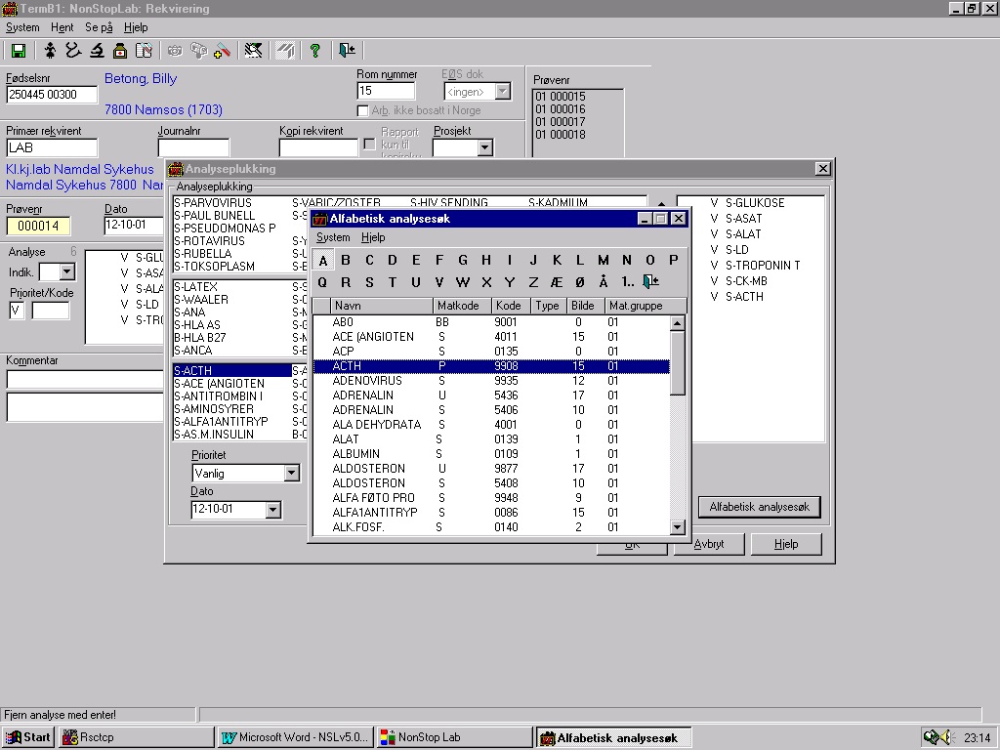 TermB1: NonStopLab: Rekvirering
System Hent Se på Hjelp
Fødselsnr
250445 00300
Betong, Billy
7800 Namsos (1703)
Rom nummer
15
EØS dok
<ingen>
Arb. ikke bosatt i Norge
Prøvenr
01 000015
01 000016
01 000017
01 000018
Primær rekvirent
LAB
Journalnr
Kopi rekvirent
Rapport
kun til
Prosjekt
Kl.kj.lab Namdal Sykehus
Namdal Sykehus 7800
Prøvenr
000014
Dato
12-10-01
Analyse 6
Indik.
Prioritet/Kode
V
V S-GLU
V S-ASA
V S-ALA
V S-LD
V S-TRO
Kommentar
Analyseplukking
Analyseplukking
S-PARVOVIRUS S-VARIC/ZOSTER S-HIV SENDING S-KADMIUM
S-PAUL BUNELL
S-PSEUDOMONAS P
S-ROTAVIRUS
S-RUBELLA
S-TOKSOPLASM
S-LATEX
S-WAALER
S-ANA
S-HLA AS
B-HLA B27
S-ANCA
S-ACTH
S-ACE (ANGIOTEN
S-ANTITROMBIN I
S-AMINOSYRER
S-ALFA1ANTITRYP
S-AS.M.INSULIN
Prioritet
Vanlig
Dato
12-10-01
V S-GLUKOSE
V S-ASAT
V S-ALAT
V S-LD
V S-TROPONIN T
V S-CK-MB
V S-ACTH
Alfabetisk analysesøk
OK Avbryt Hjelp
Alfabetisk analysesøk
System Hjelp
A B C D E F G H I J K L M N O P
Q R S T U V W X Y Z Æ Ø Å 1..
Navn Matkode Kode Type Bilde Mat.gruppe
ABO BB 9001 0 01
ACE (ANGIOTEN S 4011 15 01
ACP S 0135 0 01
ACTH P 9908 15 01
ADENOVIRUS S 9935 12 01
ADRENALIN U 5436 17 01
ADRENALIN S 5406 10 01
ALA DEHYDRATA S 4001 0 01
ALAT S 0139 1 01
ALBUMIN S 0109 1 01
ALDOSTERON U 9877 17 01
ALDOSTERON S 5408 10 01
ALFA FØTO PRO S 9948 9 01
ALFA1ANTITRYP S 0086 15 01
ALK.FOSF. S 0140 2 01
Fjern analyse med enter!
Start Rsctcp Microsoft Word - NSLv5.0... NonStop Lab Alfabetisk analysesøk 23:14